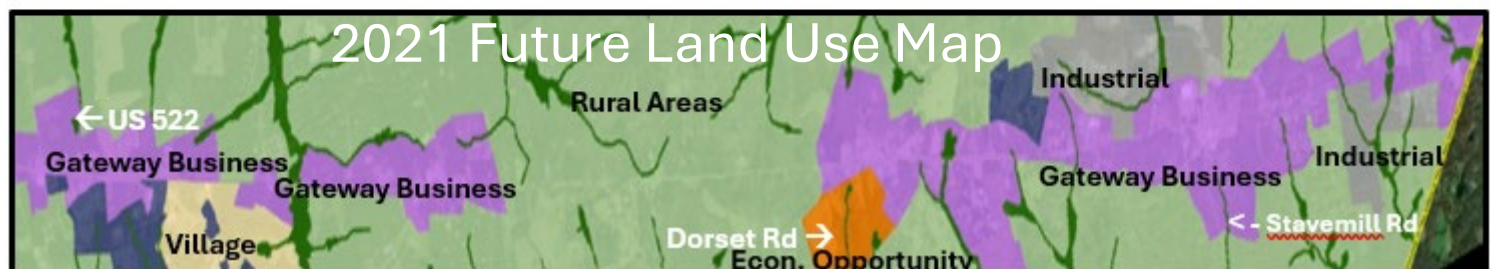 2021 Future Land Use Map
Industrial
Rural Areas
← US 522
Gateway Business
Gateway Business
Gateway Business
Industrial
<- Stavemill Rd
Dorset Rd →
Village
Econ. Opportunity